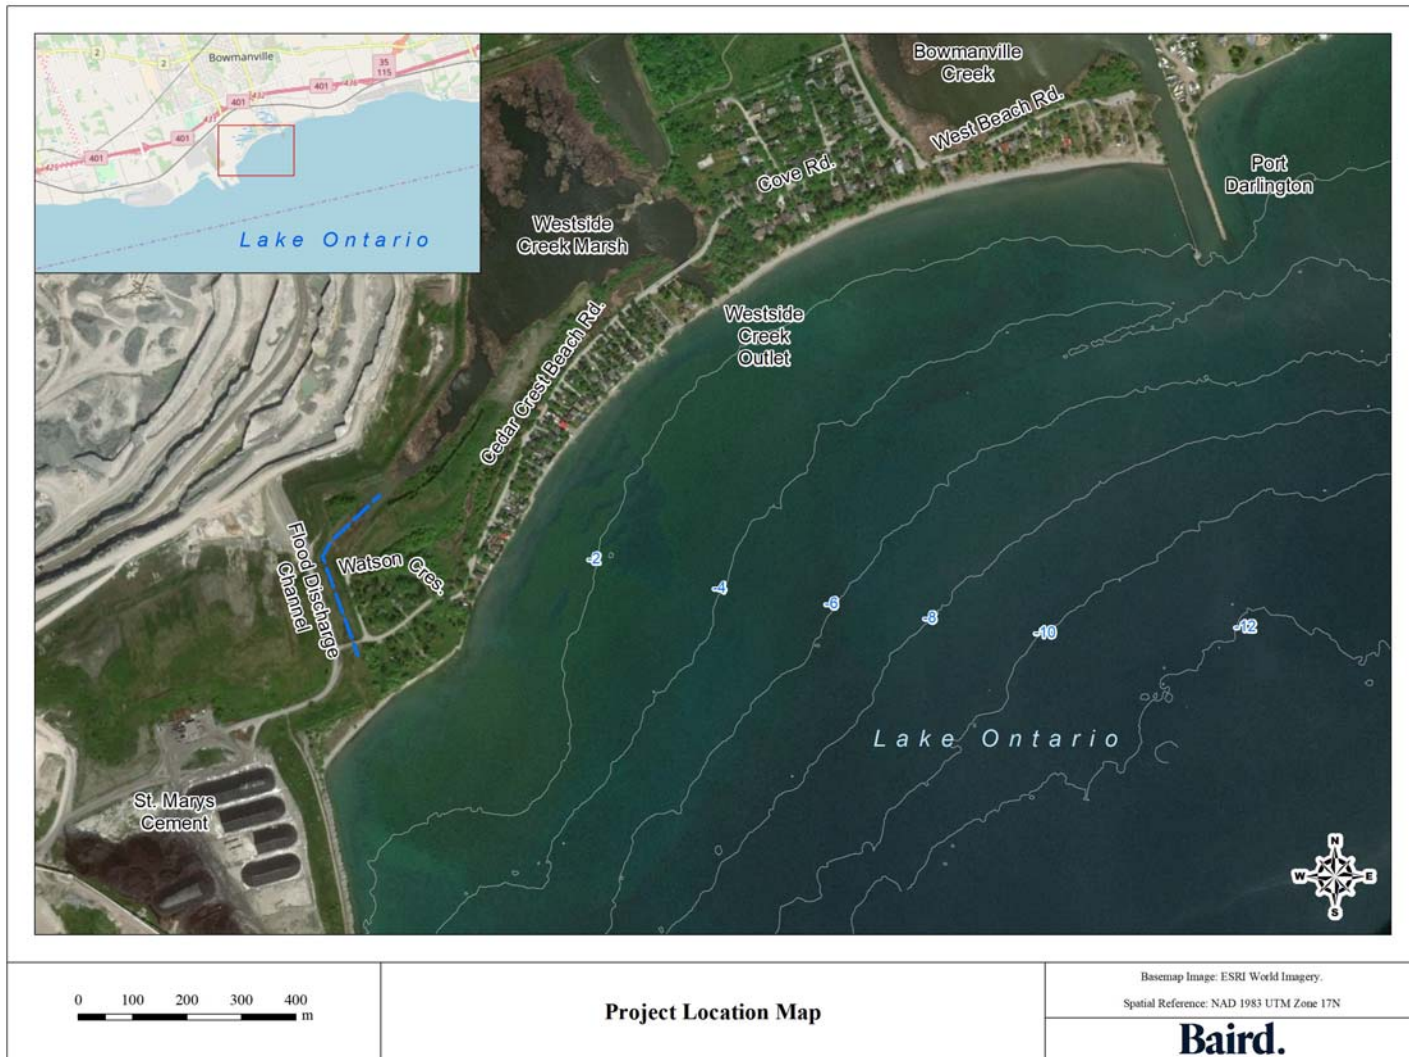 Bowmanville
2
2
35
115
401
401
401
401
Lake Ontario
Bowmanville
Creek
West Beach Rd.
Cove Rd.
Port
Darlington
Westside
Creek Marsh
Westside
Creek
Outlet
Cedar Crest Beach Rd.
Flood Discharge
Channel
Watson Cres.
-2
-4
-6
-8
-10
-12
Lake Ontario
St. Marys
Cement
N
W E
S
0 100 200 300 400
m
Project Location Map
Basemap Image: ESRI World Imagery.
Spatial Reference: NAD 1983 UTM Zone 17N
Baird.